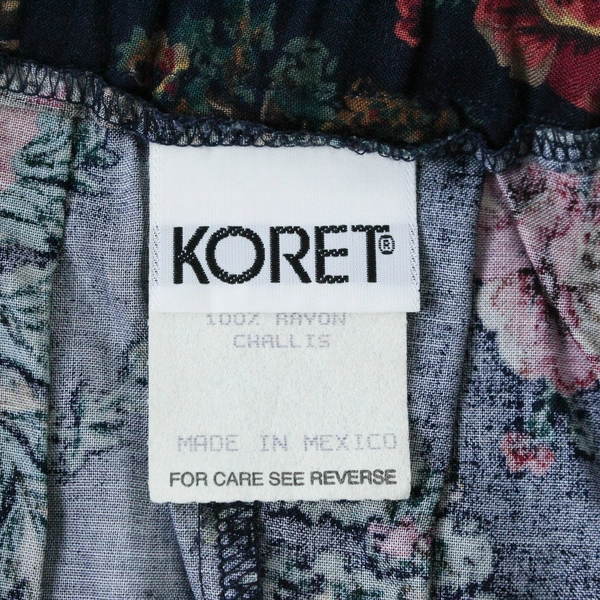 KORET®
100% RAYON
CHALLIS
MADE IN MEXICO
FOR CARE SEE REVERSE